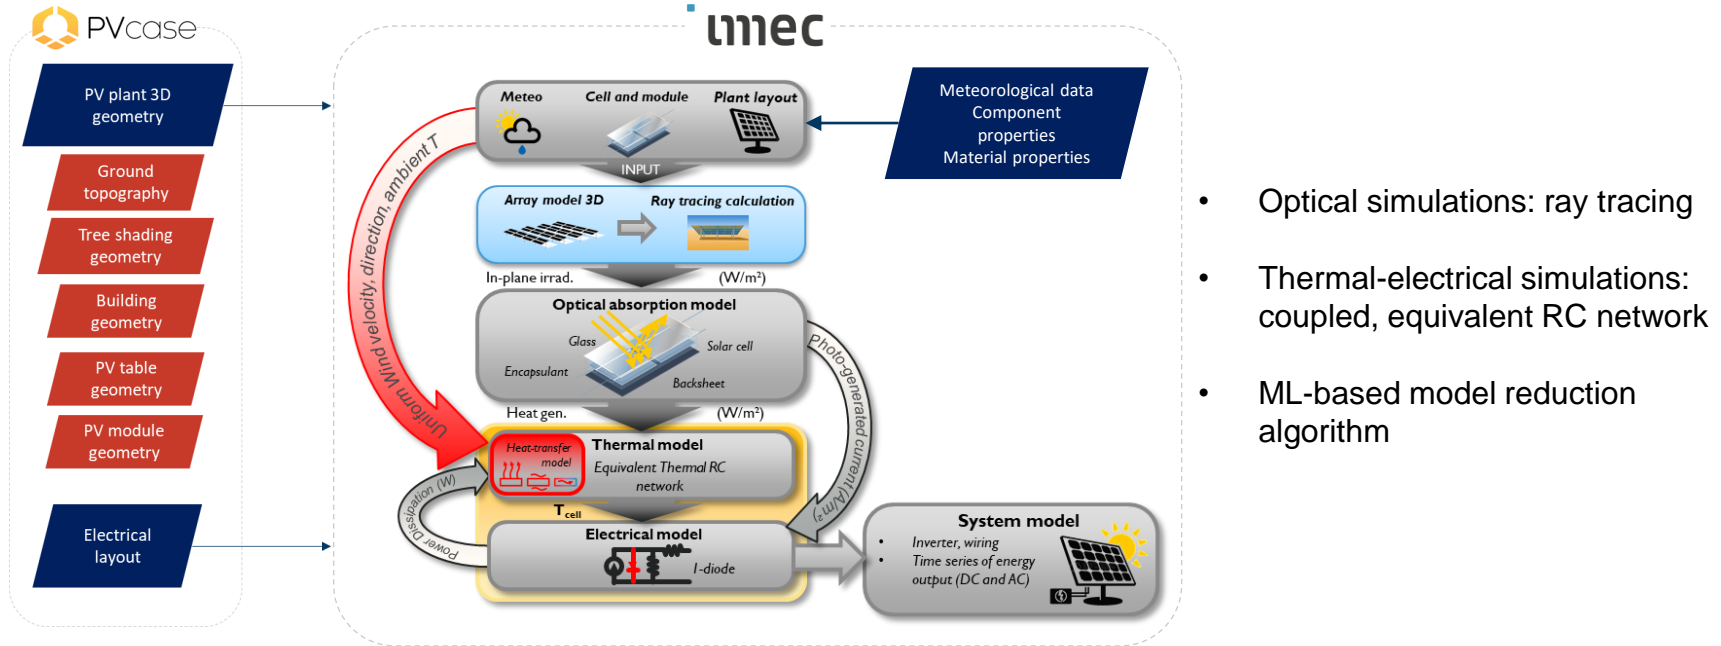 PVcase
PV plant 3D
geometry
Ground
topography
Tree shading
geometry
Building
geometry
PV table
geometry
PV module
geometry
Electrical
layout
imec
Meteo
Cell and module
Plant layout
INPUT
Meteorological data
Component
properties
Material properties
Uniform Wind velocity, direction, ambient T
Array model 3D
Ray tracing calculation
In-plane irrad.
(W/m²)
Optical absorption model
Glass
Solar cell
Encapsulant
Backsheet
Photo-generated current (A/m²)
Heat gen.
(W/m²)
Thermal model
Heat-transfer
model
Equivalent Thermal RC
network
Power Dissipation (W)
Tcell
Electrical model
1-diode
System model
• Inverter, wiring
• Time series of energy
output (DC and AC)
• Optical simulations: ray tracing
• Thermal-electrical simulations:
coupled, equivalent RC network
• ML-based model reduction
algorithm